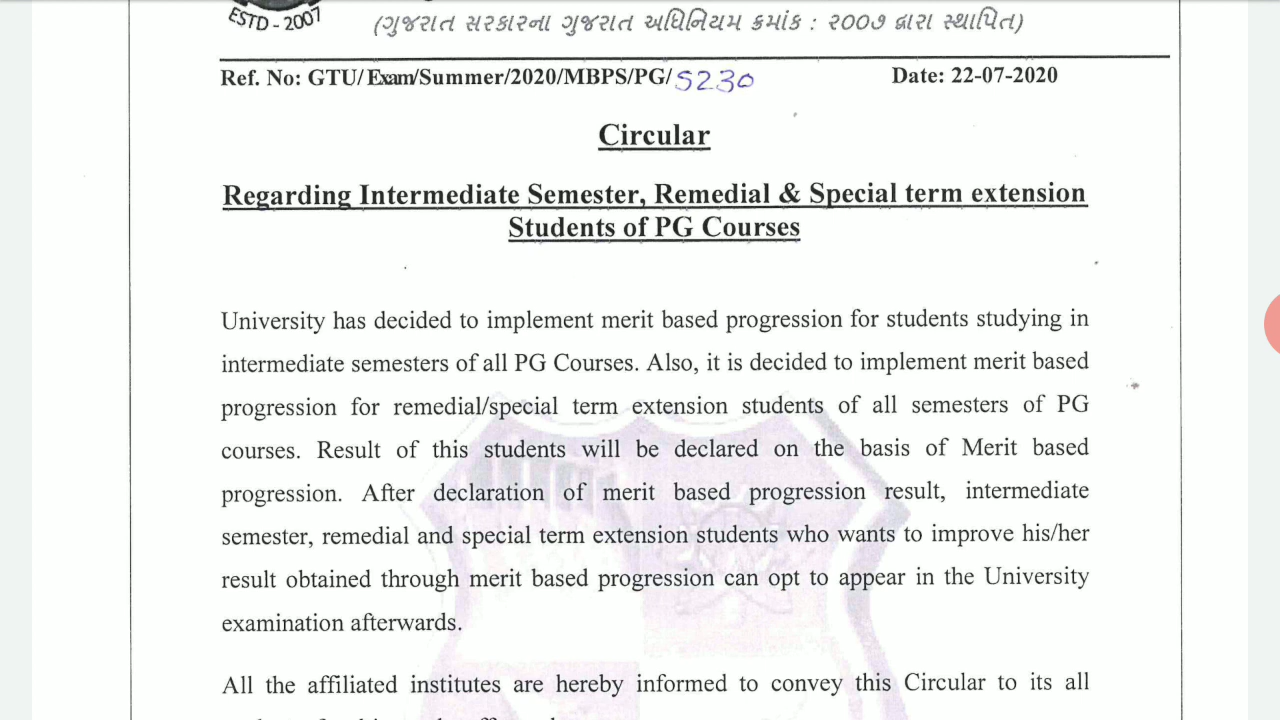 ESTD - 2007
(ગુજરાત સરકારના ગુજરાત અધિનિયમ ક્રમાંક : ૨૦૦૭ દ્વારા સ્થાપિત)
Ref. No: GTU/Exam/Summer/2020/MBPS/PG/5230 Date: 22-07-2020
Circular
Regarding Intermediate Semester, Remedial & Special term extension
Students of PG Courses
University has decided to implement merit based progression for students studying in
intermediate semesters of all PG Courses. Also, it is decided to implement merit based
progression for remedial/special term extension students of all semesters of PG
courses. Result of this students will be declared on the basis of Merit based
progression. After declaration of merit based progression result, intermediate
semester, remedial and special term extension students who wants to improve his/her
result obtained through merit based progression can opt to appear in the University
examination afterwards.
All the affiliated institutes are hereby informed to convey this Circular to its all